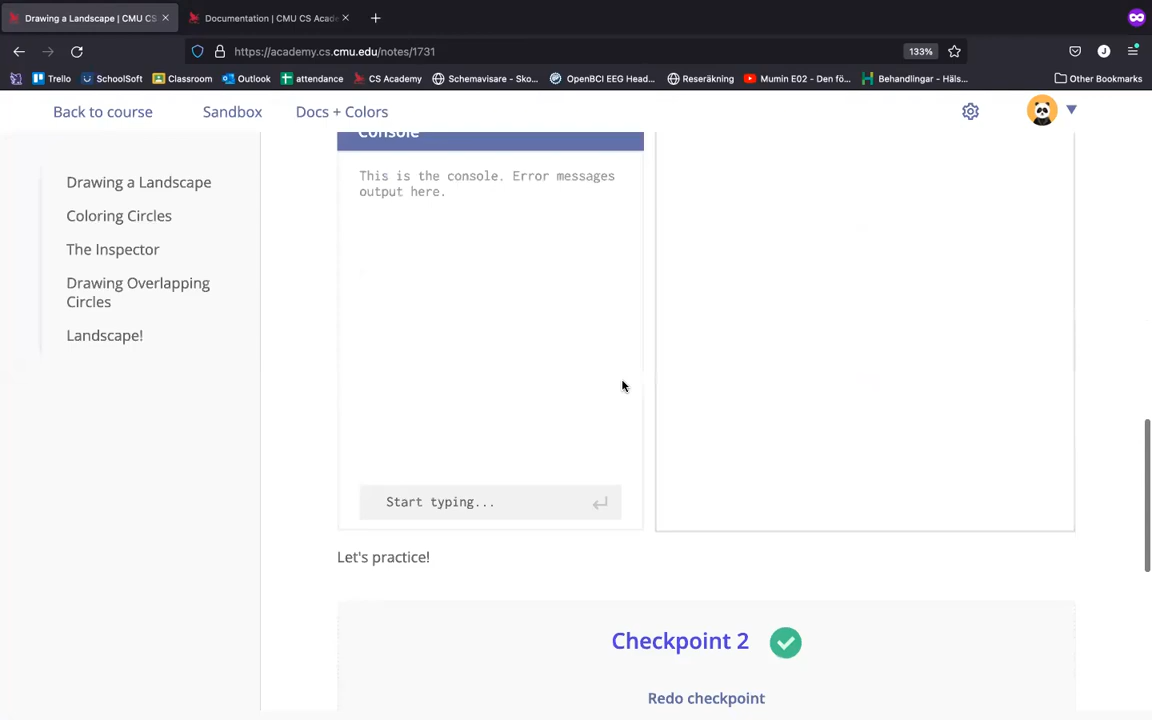 Drawing a Landscape | CMU CS
Documentation | CMU CS Acade
https://academy.cs.cmu.edu/notes/1731
133%
J
Trello
SchoolSoft
Classroom
Outlook
attendance
CS Academy
Schemavisare - Sko...
OpenBCI EEG Head...
Reseräkning
Mumin E02 - Den fö...
Behandlingar - Häls...
Other Bookmarks
Back to course
Sandbox
Docs + Colors
Drawing a Landscape
Coloring Circles
The Inspector
Drawing Overlapping
Circles
Landscape!
Console
This is the console. Error messages
output here.
Start typing...
Let's practice!
Checkpoint 2
Redo checkpoint